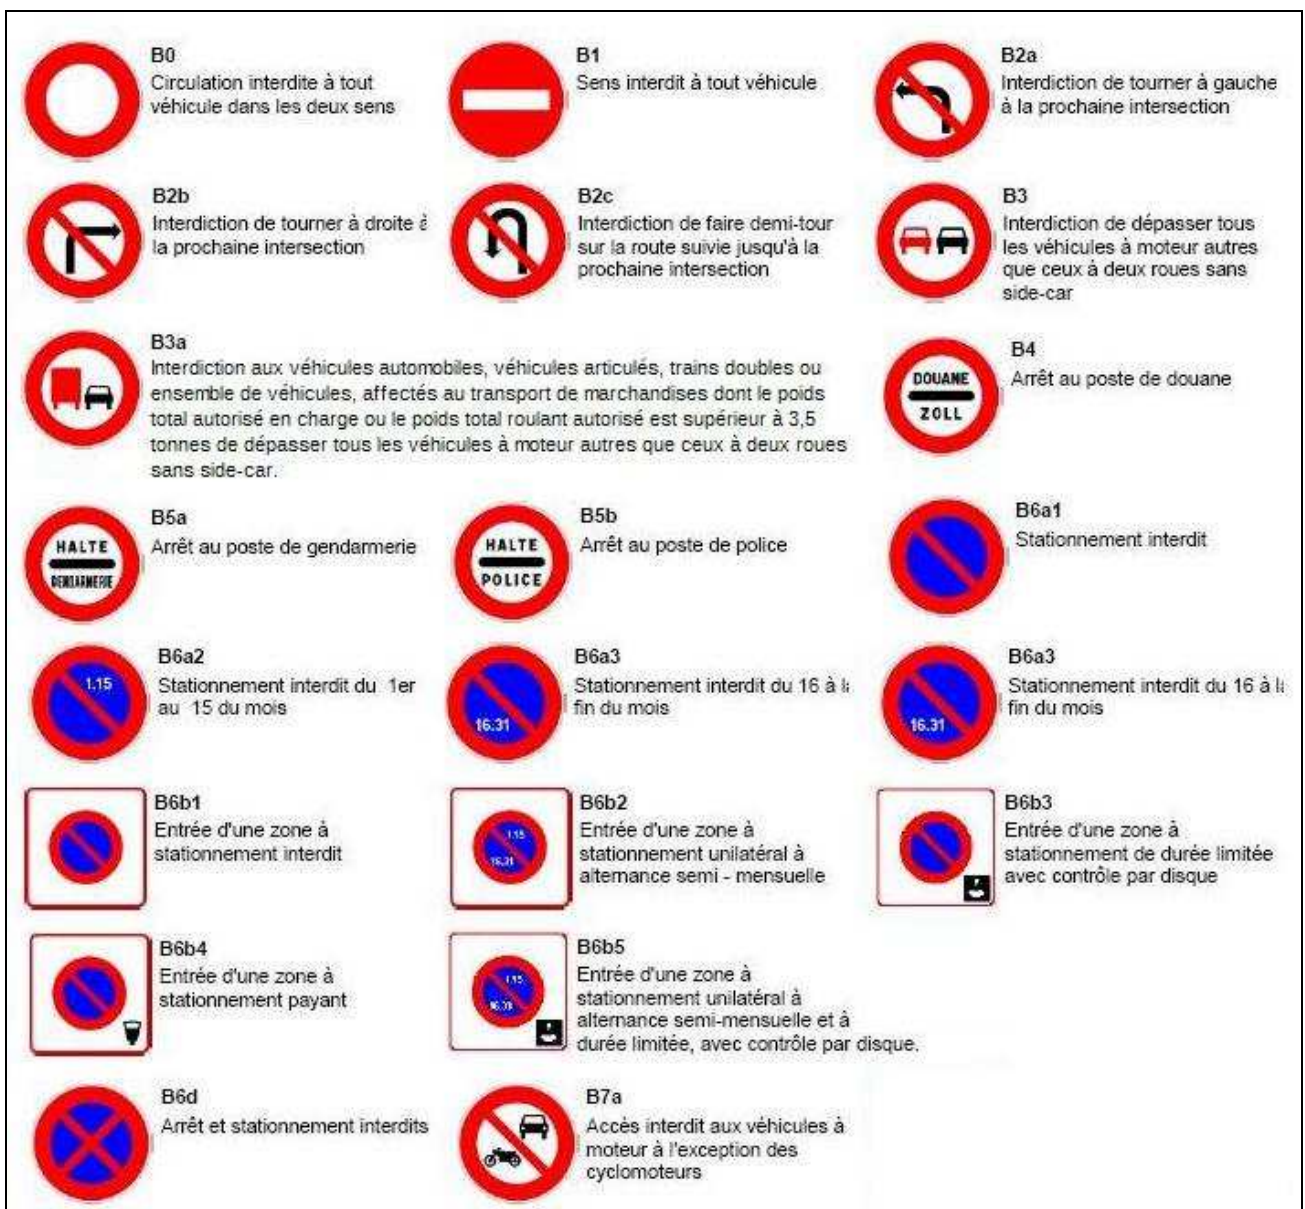 B0
Circulation interdite à tout
véhicule dans les deux sens
B1
Sens interdit à tout véhicule
B2a
Interdiction de tourner à gauche
à la prochaine intersection
B2b
Interdiction de tourner à droite à
la prochaine intersection
B2c
Interdiction de faire demi-tour
sur la route suivie jusqu'à la
prochaine intersection
B3
Interdiction de dépasser tous
les véhicules à moteur autres
que ceux à deux roues sans
side-car
B3a
Interdiction aux véhicules automobiles, véhicules articulés, trains doubles ou
ensemble de véhicules, affectés au transport de marchandises dont le poids
total autorisé en charge ou le poids total roulant autorisé est supérieur à 3,5
tonnes de dépasser tous les véhicules à moteur autres que ceux à deux roues
sans side-car.
DOUANE
ZOLL
B4
Arrêt au poste de douane
HALTE
GENDARMERIE
B5a
Arrêt au poste de gendarmerie
HALTE
POLICE
B5b
Arrêt au poste de police
B6a1
Stationnement interdit
1.15
B6a2
Stationnement interdit du 1er
au 15 du mois
16.31
B6a3
Stationnement interdit du 16 à la
fin du mois
16.31
B6a3
Stationnement interdit du 16 à la
fin du mois
B6b1
Entrée d'une zone à
stationnement interdit
1.15
16.31
B6b2
Entrée d'une zone à
stationnement unilatéral à
alternance semi - mensuelle
B6b3
Entrée d'une zone à
stationnement de durée limitée
avec contrôle par disque
B6b4
Entrée d'une zone à
stationnement payant
1.15
16.31
B6b5
Entrée d'une zone à
stationnement unilatéral à
alternance semi-mensuelle et à
durée limitée, avec contrôle par disque.
B6d
Arrêt et stationnement interdits
B7a
Accès interdit aux véhicules à
moteur à l'exception des
cyclomoteurs